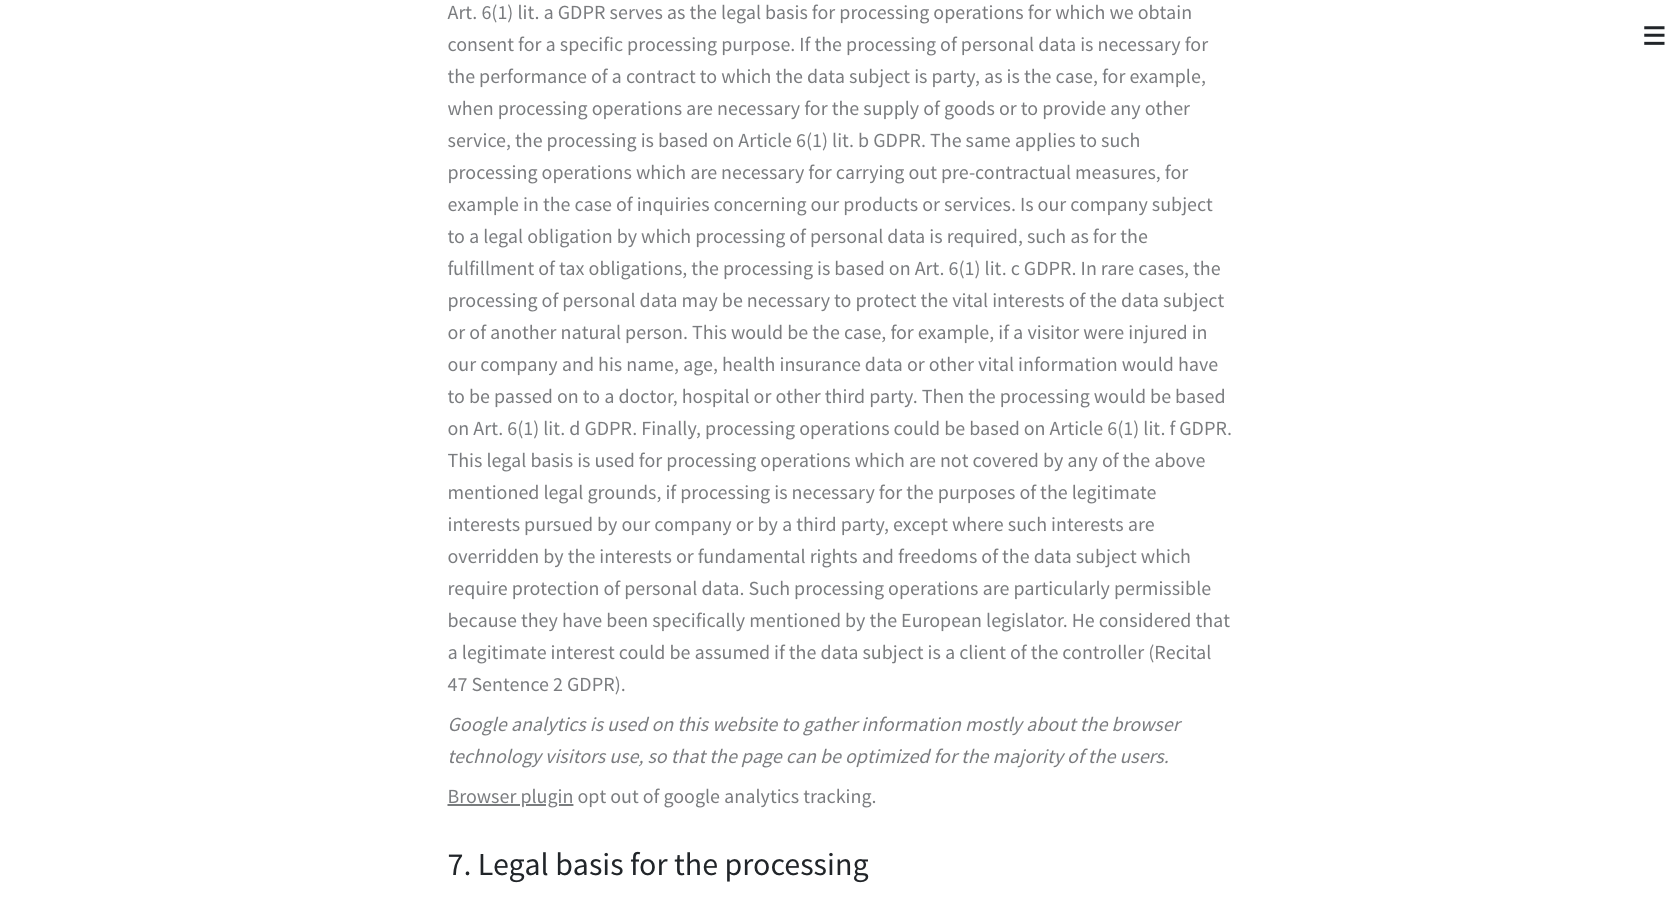 Art. 6(1) lit. a GDPR serves as the legal basis for processing operations for which we obtain
consent for a specific processing purpose. If the processing of personal data is necessary for
the performance of a contract to which the data subject is party, as is the case, for example,
when processing operations are necessary for the supply of goods or to provide any other
service, the processing is based on Article 6(1) lit. b GDPR. The same applies to such
processing operations which are necessary for carrying out pre-contractual measures, for
example in the case of inquiries concerning our products or services. Is our company subject
to a legal obligation by which processing of personal data is required, such as for the
fulfillment of tax obligations, the processing is based on Art. 6(1) lit. c GDPR. In rare cases, the
processing of personal data may be necessary to protect the vital interests of the data subject
or of another natural person. This would be the case, for example, if a visitor were injured in
our company and his name, age, health insurance data or other vital information would have
to be passed on to a doctor, hospital or other third party. Then the processing would be based
on Art. 6(1) lit. d GDPR. Finally, processing operations could be based on Article 6(1) lit. f GDPR.
This legal basis is used for processing operations which are not covered by any of the above
mentioned legal grounds, if processing is necessary for the purposes of the legitimate
interests pursued by our company or by a third party, except where such interests are
overridden by the interests or fundamental rights and freedoms of the data subject which
require protection of personal data. Such processing operations are particularly permissible
because they have been specifically mentioned by the European legislator. He considered that
a legitimate interest could be assumed if the data subject is a client of the controller (Recital
47 Sentence 2 GDPR).
Google analytics is used on this website to gather information mostly about the browser
technology visitors use, so that the page can be optimized for the majority of the users.
Browser plugin opt out of google analytics tracking.
7. Legal basis for the processing